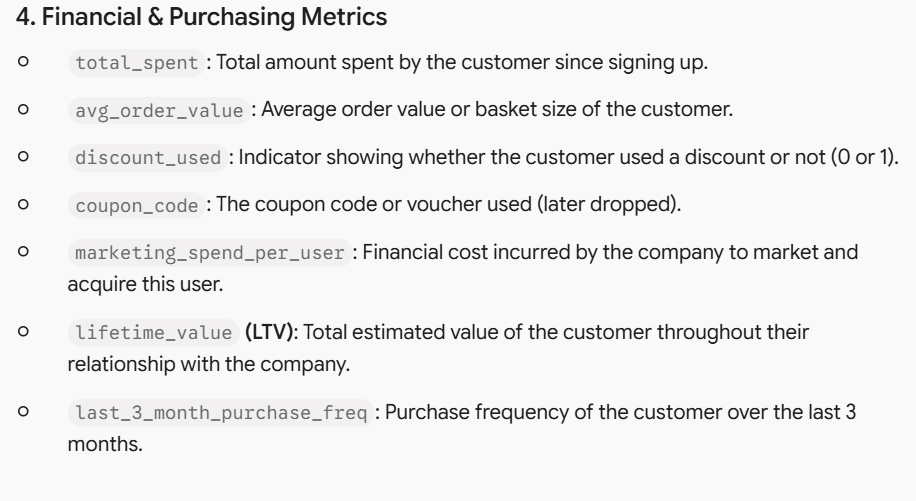 4. Financial & Purchasing Metrics
total_spent : Total amount spent by the customer since signing up.
avg_order_value : Average order value or basket size of the customer.
discount_used : Indicator showing whether the customer used a discount or not (0 or 1).
coupon_code : The coupon code or voucher used (later dropped).
marketing_spend_per_user : Financial cost incurred by the company to market and
acquire this user.
lifetime_value (LTV): Total estimated value of the customer throughout their
relationship with the company.
last_3_month_purchase_freq : Purchase frequency of the customer over the last 3
months.